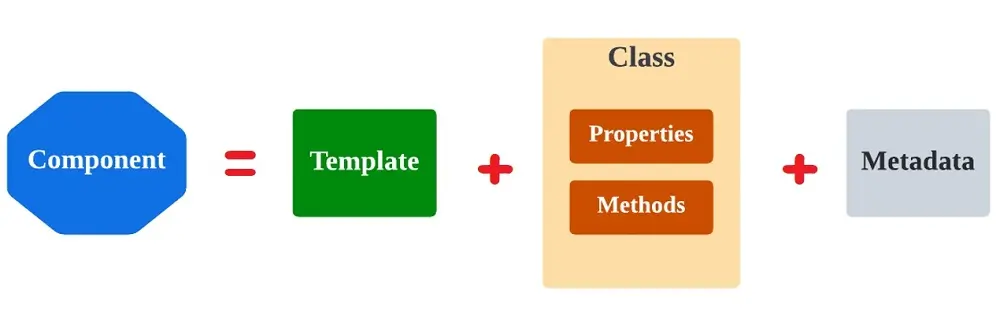 Component
=
Template
+
Class
Properties
Methods
+
Metadata